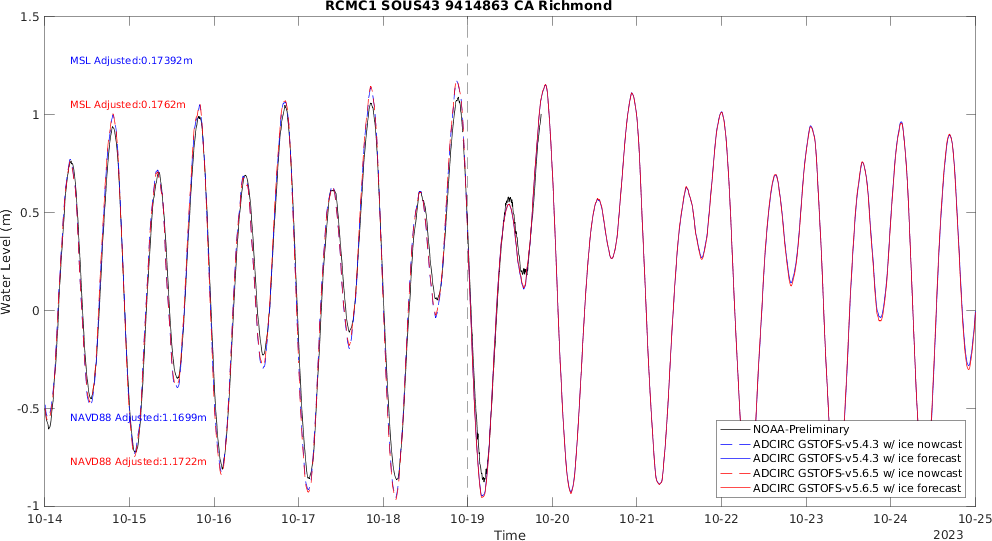 RCMC1 SOUS43 9414863 CA Richmond
1.5
1
0.5
0
-0.5
-1
Water Level (m)
MSL Adjusted:0.17392m
MSL Adjusted:0.1762m
NAVD88 Adjusted:1.1699m
NAVD88 Adjusted:1.1722m
NOAA-Preliminary
ADCIRC GSTOFS-v5.4.3 w/ ice nowcast
ADCIRC GSTOFS-v5.4.3 w/ ice forecast
ADCIRC GSTOFS-v5.6.5 w/ ice nowcast
ADCIRC GSTOFS-v5.6.5 w/ ice forecast
10-14 10-15 10-16 10-17 10-18 10-19 10-20 10-21 10-22 10-23 10-24 10-25
Time
2023